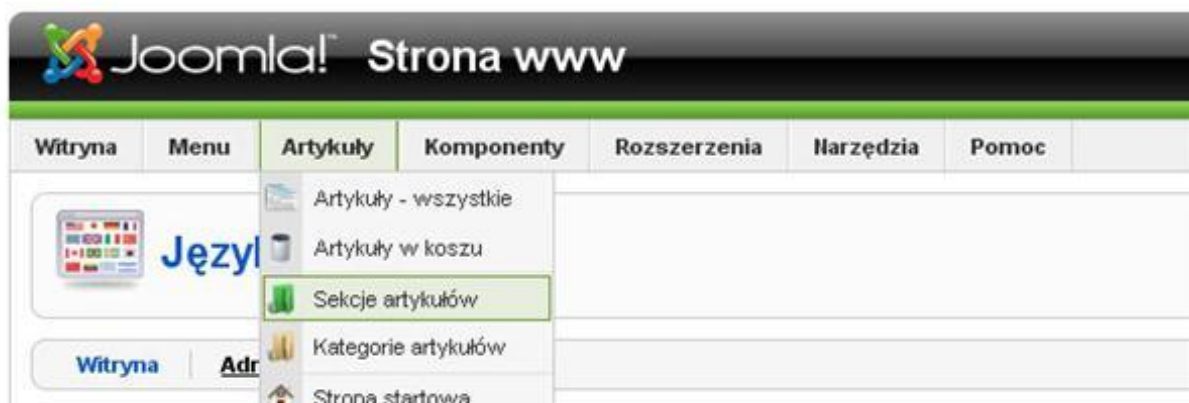 Joomla!™ Strona www
Witryna Menu Artykuły Komponenty Rozszerzenia Narzędzia Pomoc
Artykuły - wszystkie
Artykuły w koszu
Sekcje artykułów
Kategorie artykułów
Witryna
Strona startowa